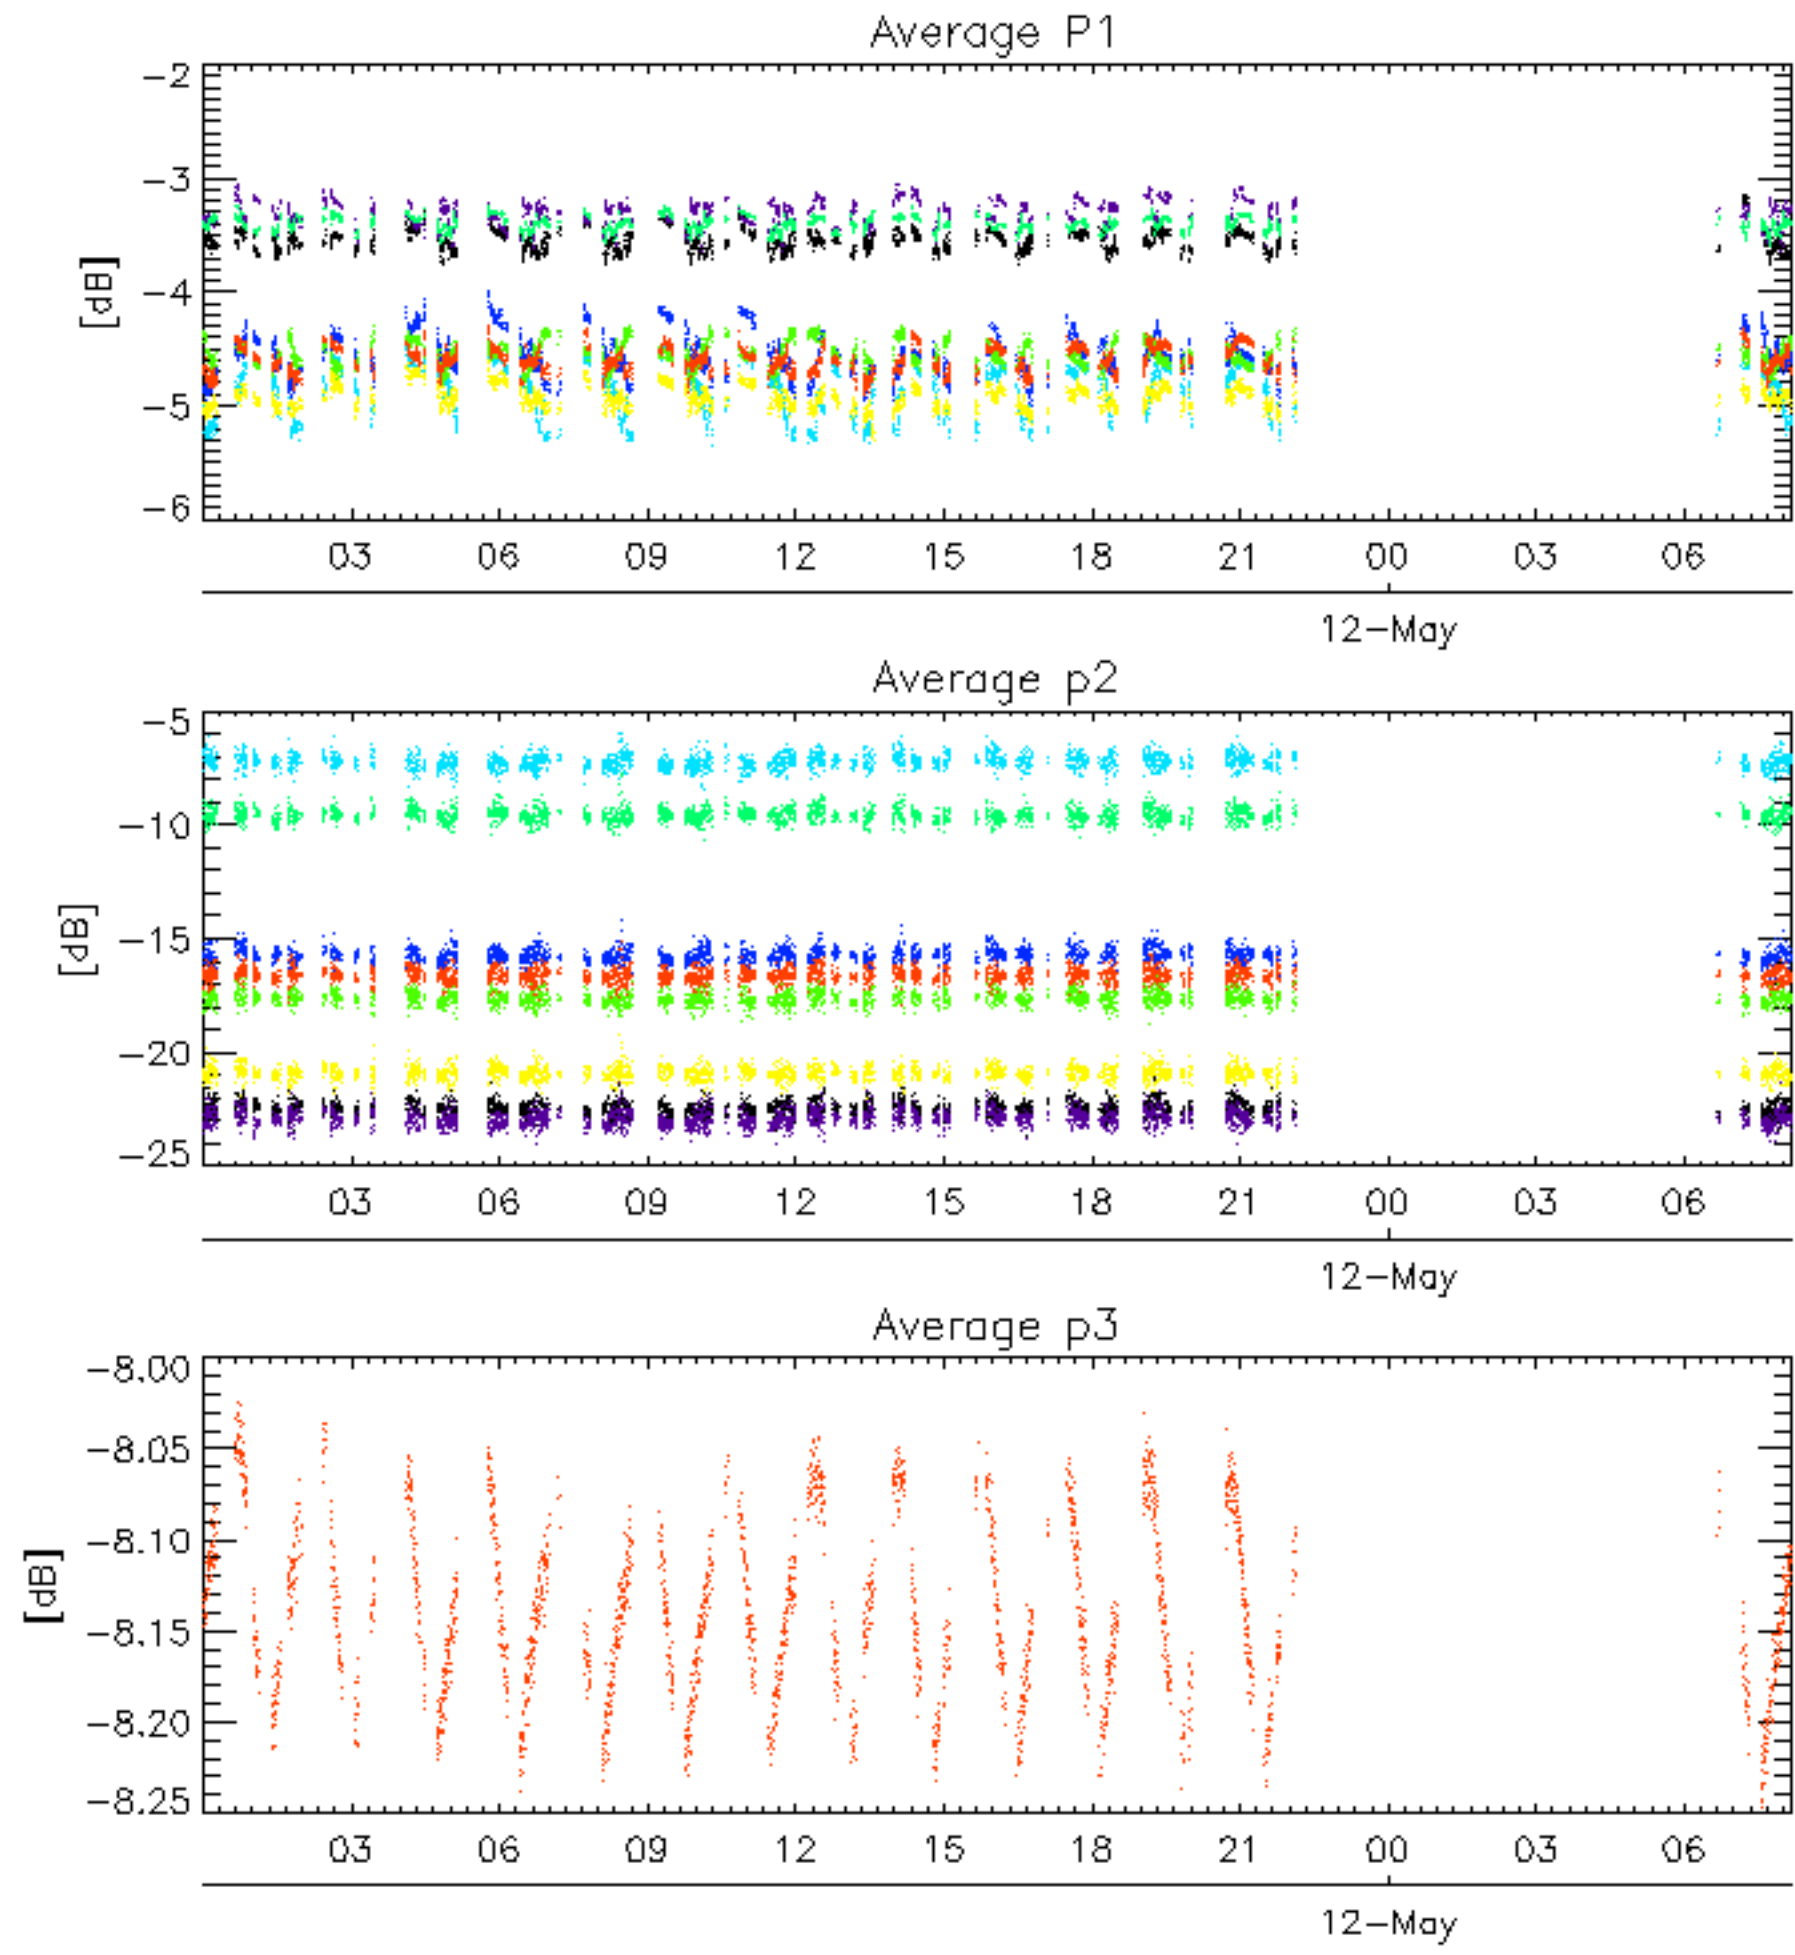 Average P1
-2
-3
-4
-5
-6
[dB]
03 06 09 12 15 18 21 00 03 06
12-May
Average p2
-5
-10
-15
-20
-25
[dB]
03 06 09 12 15 18 21 00 03 06
12-May
Average p3
-8.00
-8.05
-8.10
-8.15
-8.20
-8.25
[dB]
03 06 09 12 15 18 21 00 03 06
12-May